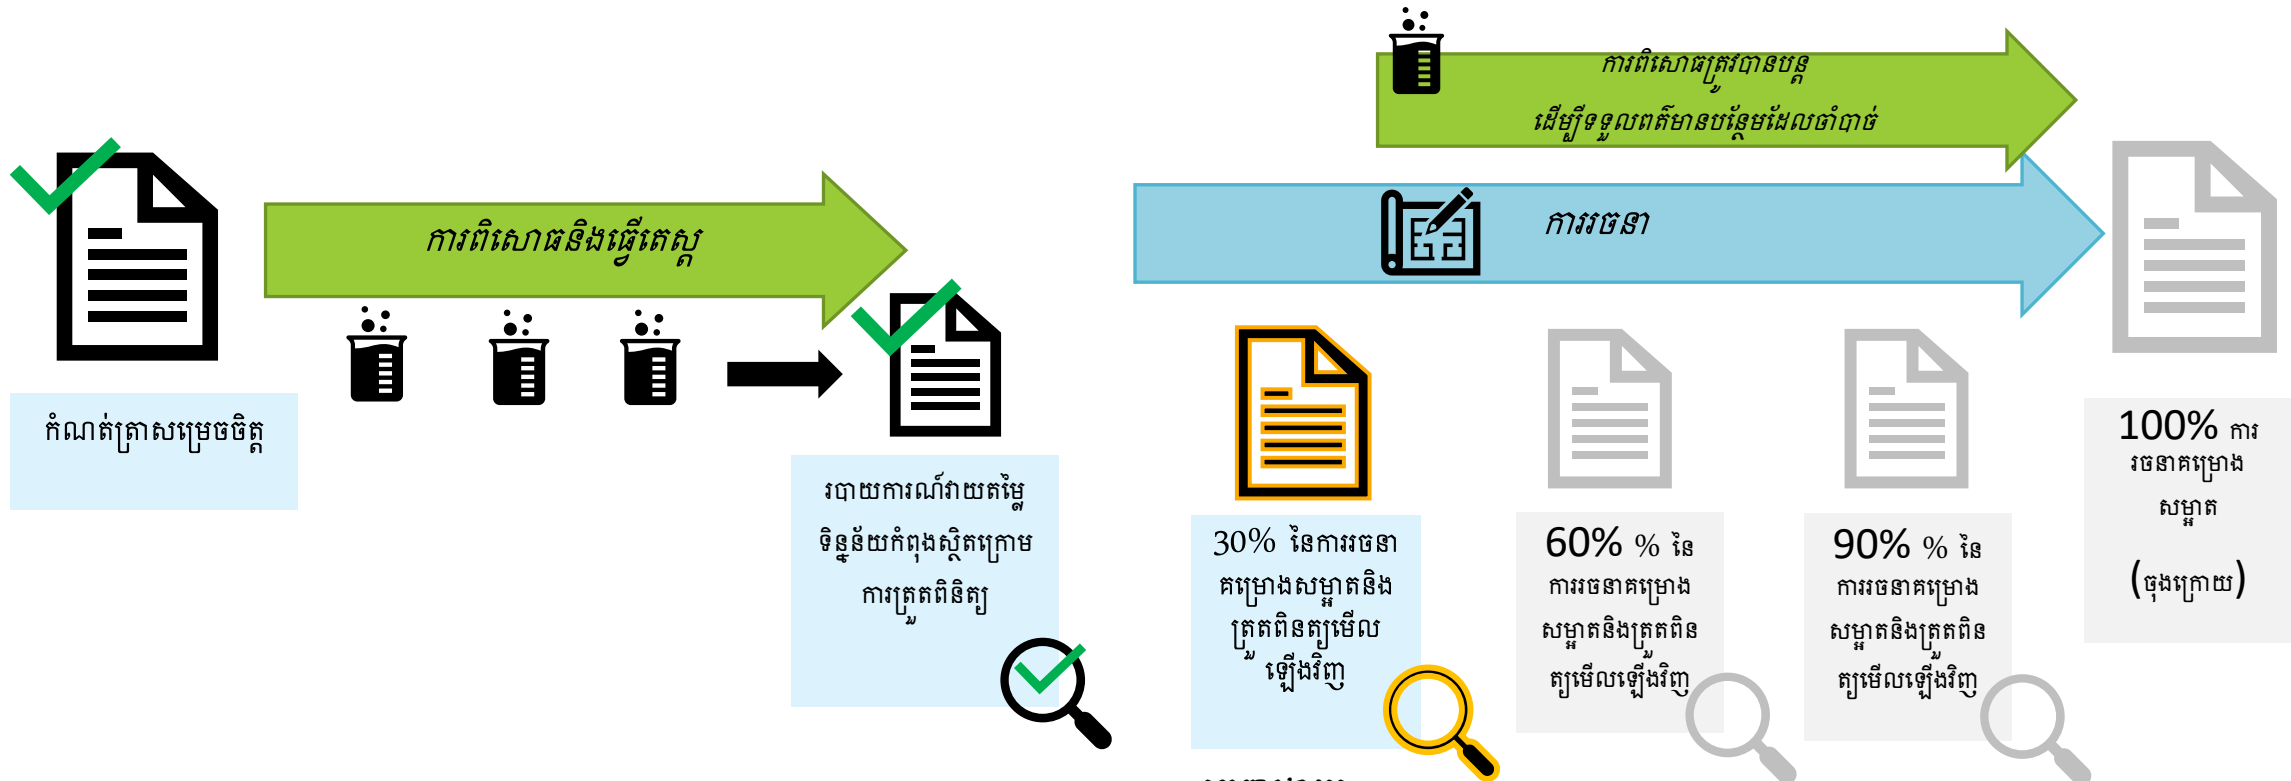 ការពិសោធត្រូវបានបន្ត
ដើម្បីទទួលពត៌មានបន្ថែមដែលចាំបាច់
ការពិសោធនិងធ្វើតេស្ត
ការរចនា
កំណត់ត្រាសម្រេចចិត្ត
របាយការណ៍វាយតម្លៃ
ទិន្នន័យកំពុងស្ថិតក្រោម
ការត្រួតពិនិត្យ
30% នៃការរចនា
គម្រោងសម្អាតនិង
ត្រួតពិនត្យមើល
ឡើងវិញ
60% % នៃ
ការរចនាគម្រោង
សម្អាតនិងត្រួតពិន
ត្យមើលឡើងវិញ
90% % នៃ
ការរចនាគម្រោង
សម្អាតនិងត្រួតពិន
ត្យមើលឡើងវិញ
100% ការ
រចនាគម្រោង
សម្អាត
(ចុងក្រោយ)